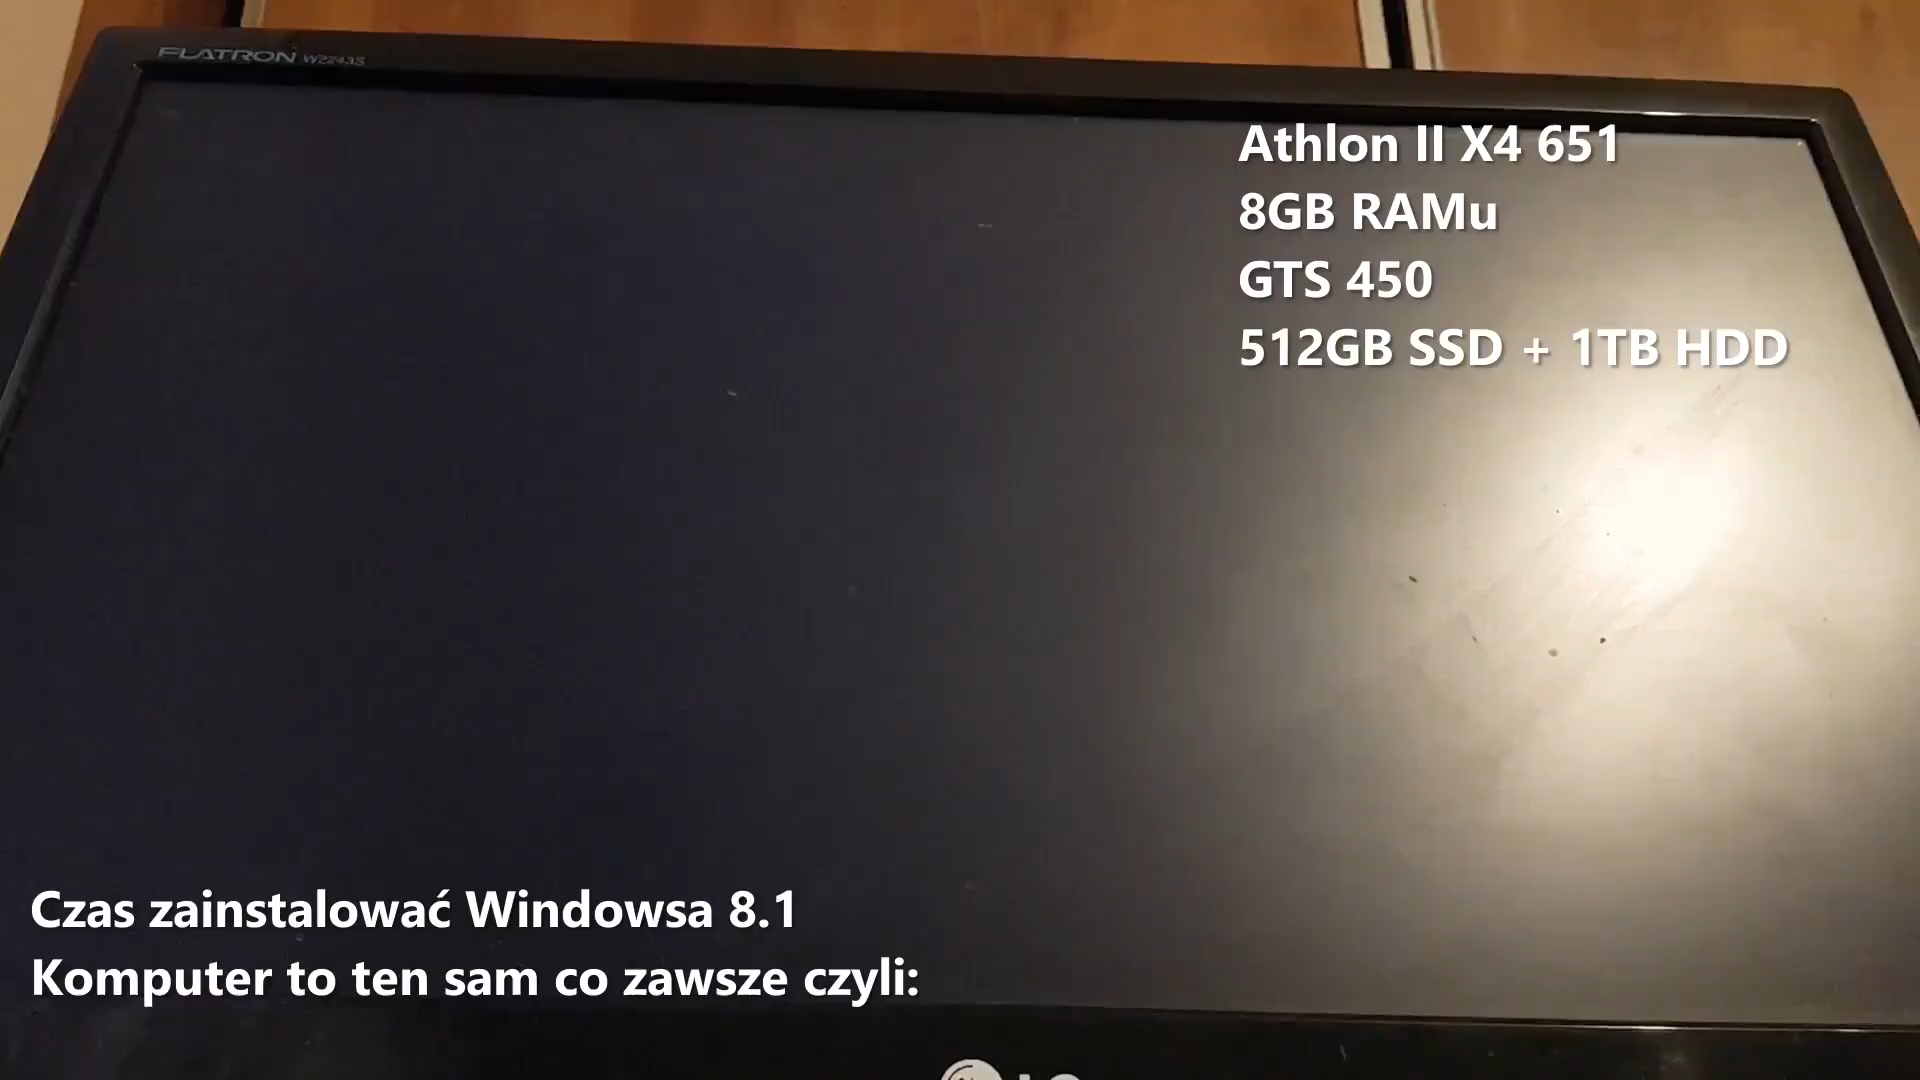 FLATRON W2243S
Athlon II X4 651
8GB RAMu
GTS 450
512GB SSD + 1TB HDD
Czas zainstalować Windowsa 8.1
Komputer to ten sam co zawsze czyli:
LG